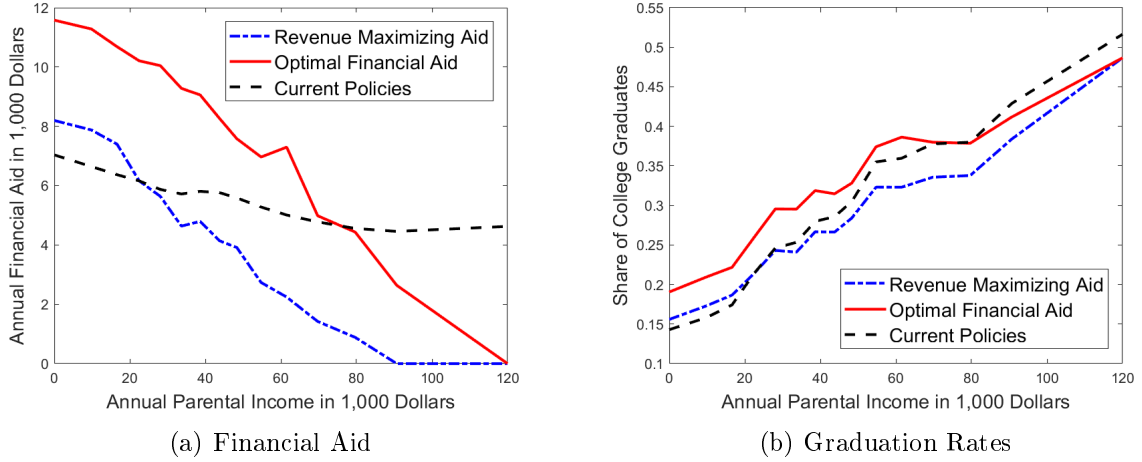 12
10
8
6
4
2
0
0 20 40 60 80 100 120
Annual Financial Aid in 1,000 Dollars
Annual Parental Income in 1,000 Dollars
Revenue Maximizing Aid
Optimal Financial Aid
Current Policies
(a) Financial Aid
0.55
0.5
0.45
0.4
0.35
0.3
0.25
0.2
0.15
0.1
0 20 40 60 80 100 120
Share of College Graduates
Annual Parental Income in 1,000 Dollars
Revenue Maximizing Aid
Optimal Financial Aid
Current Policies
(b) Graduation Rates